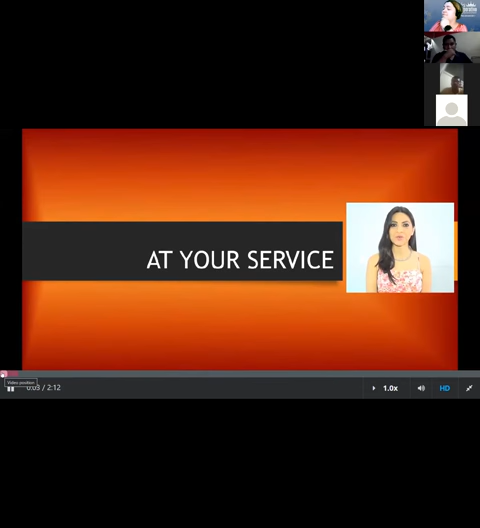 AT YOUR SERVICE
Video position
0:03 / 2:12
1.0x
HD